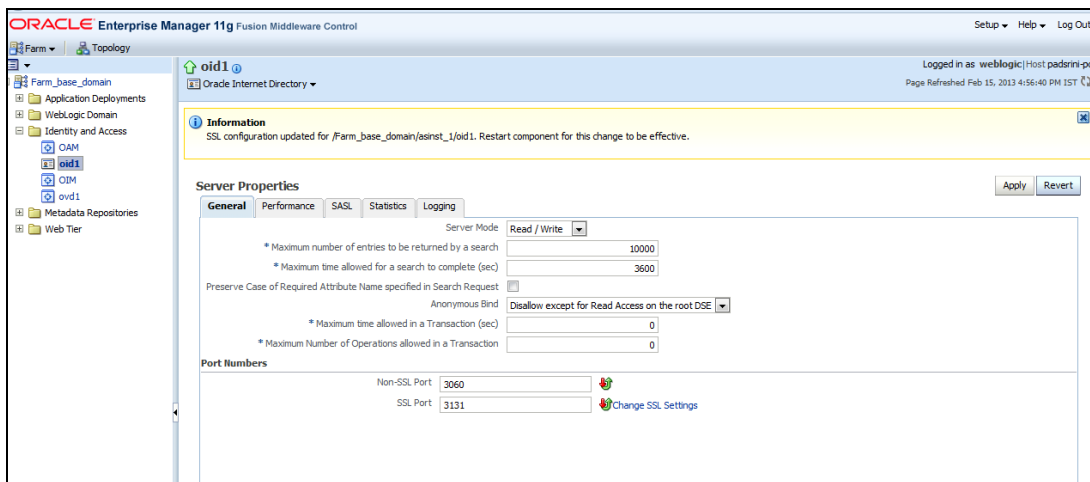 ORACLE Enterprise Manager 11g Fusion Middleware Control
Setup Help Log Out
Farm Topology
oid1
Logged in as weblogic|Host
Oracle Internet Directory
Page Refreshed Feb 15, 2013 4:56:40 PM IST
Farm_base_domain
Application Deployments
WebLogic Domain
Identity and Access
OAM
oid1
OIM
ovd1
Metadata Repositories
Web Tier
Information
SSL configuration updated for /Farm_base_domain/asinst_1/oid1. Restart component for this change to be effective.
Server Properties
Apply Revert
General Performance SASL Statistics Logging
Server Mode Read / Write
* Maximum number of entries to be returned by a search 10000
* Maximum time allowed for a search to complete (sec) 3600
Preserve Case of Required Attribute Name specified in Search Request
Anonymous Bind Disallow except for Read Access on the root DSE
* Maximum time allowed in a Transaction (sec) 0
* Maximum Number of Operations allowed in a Transaction 0
Port Numbers
Non-SSL Port 3060
SSL Port 3131 Change SSL Settings